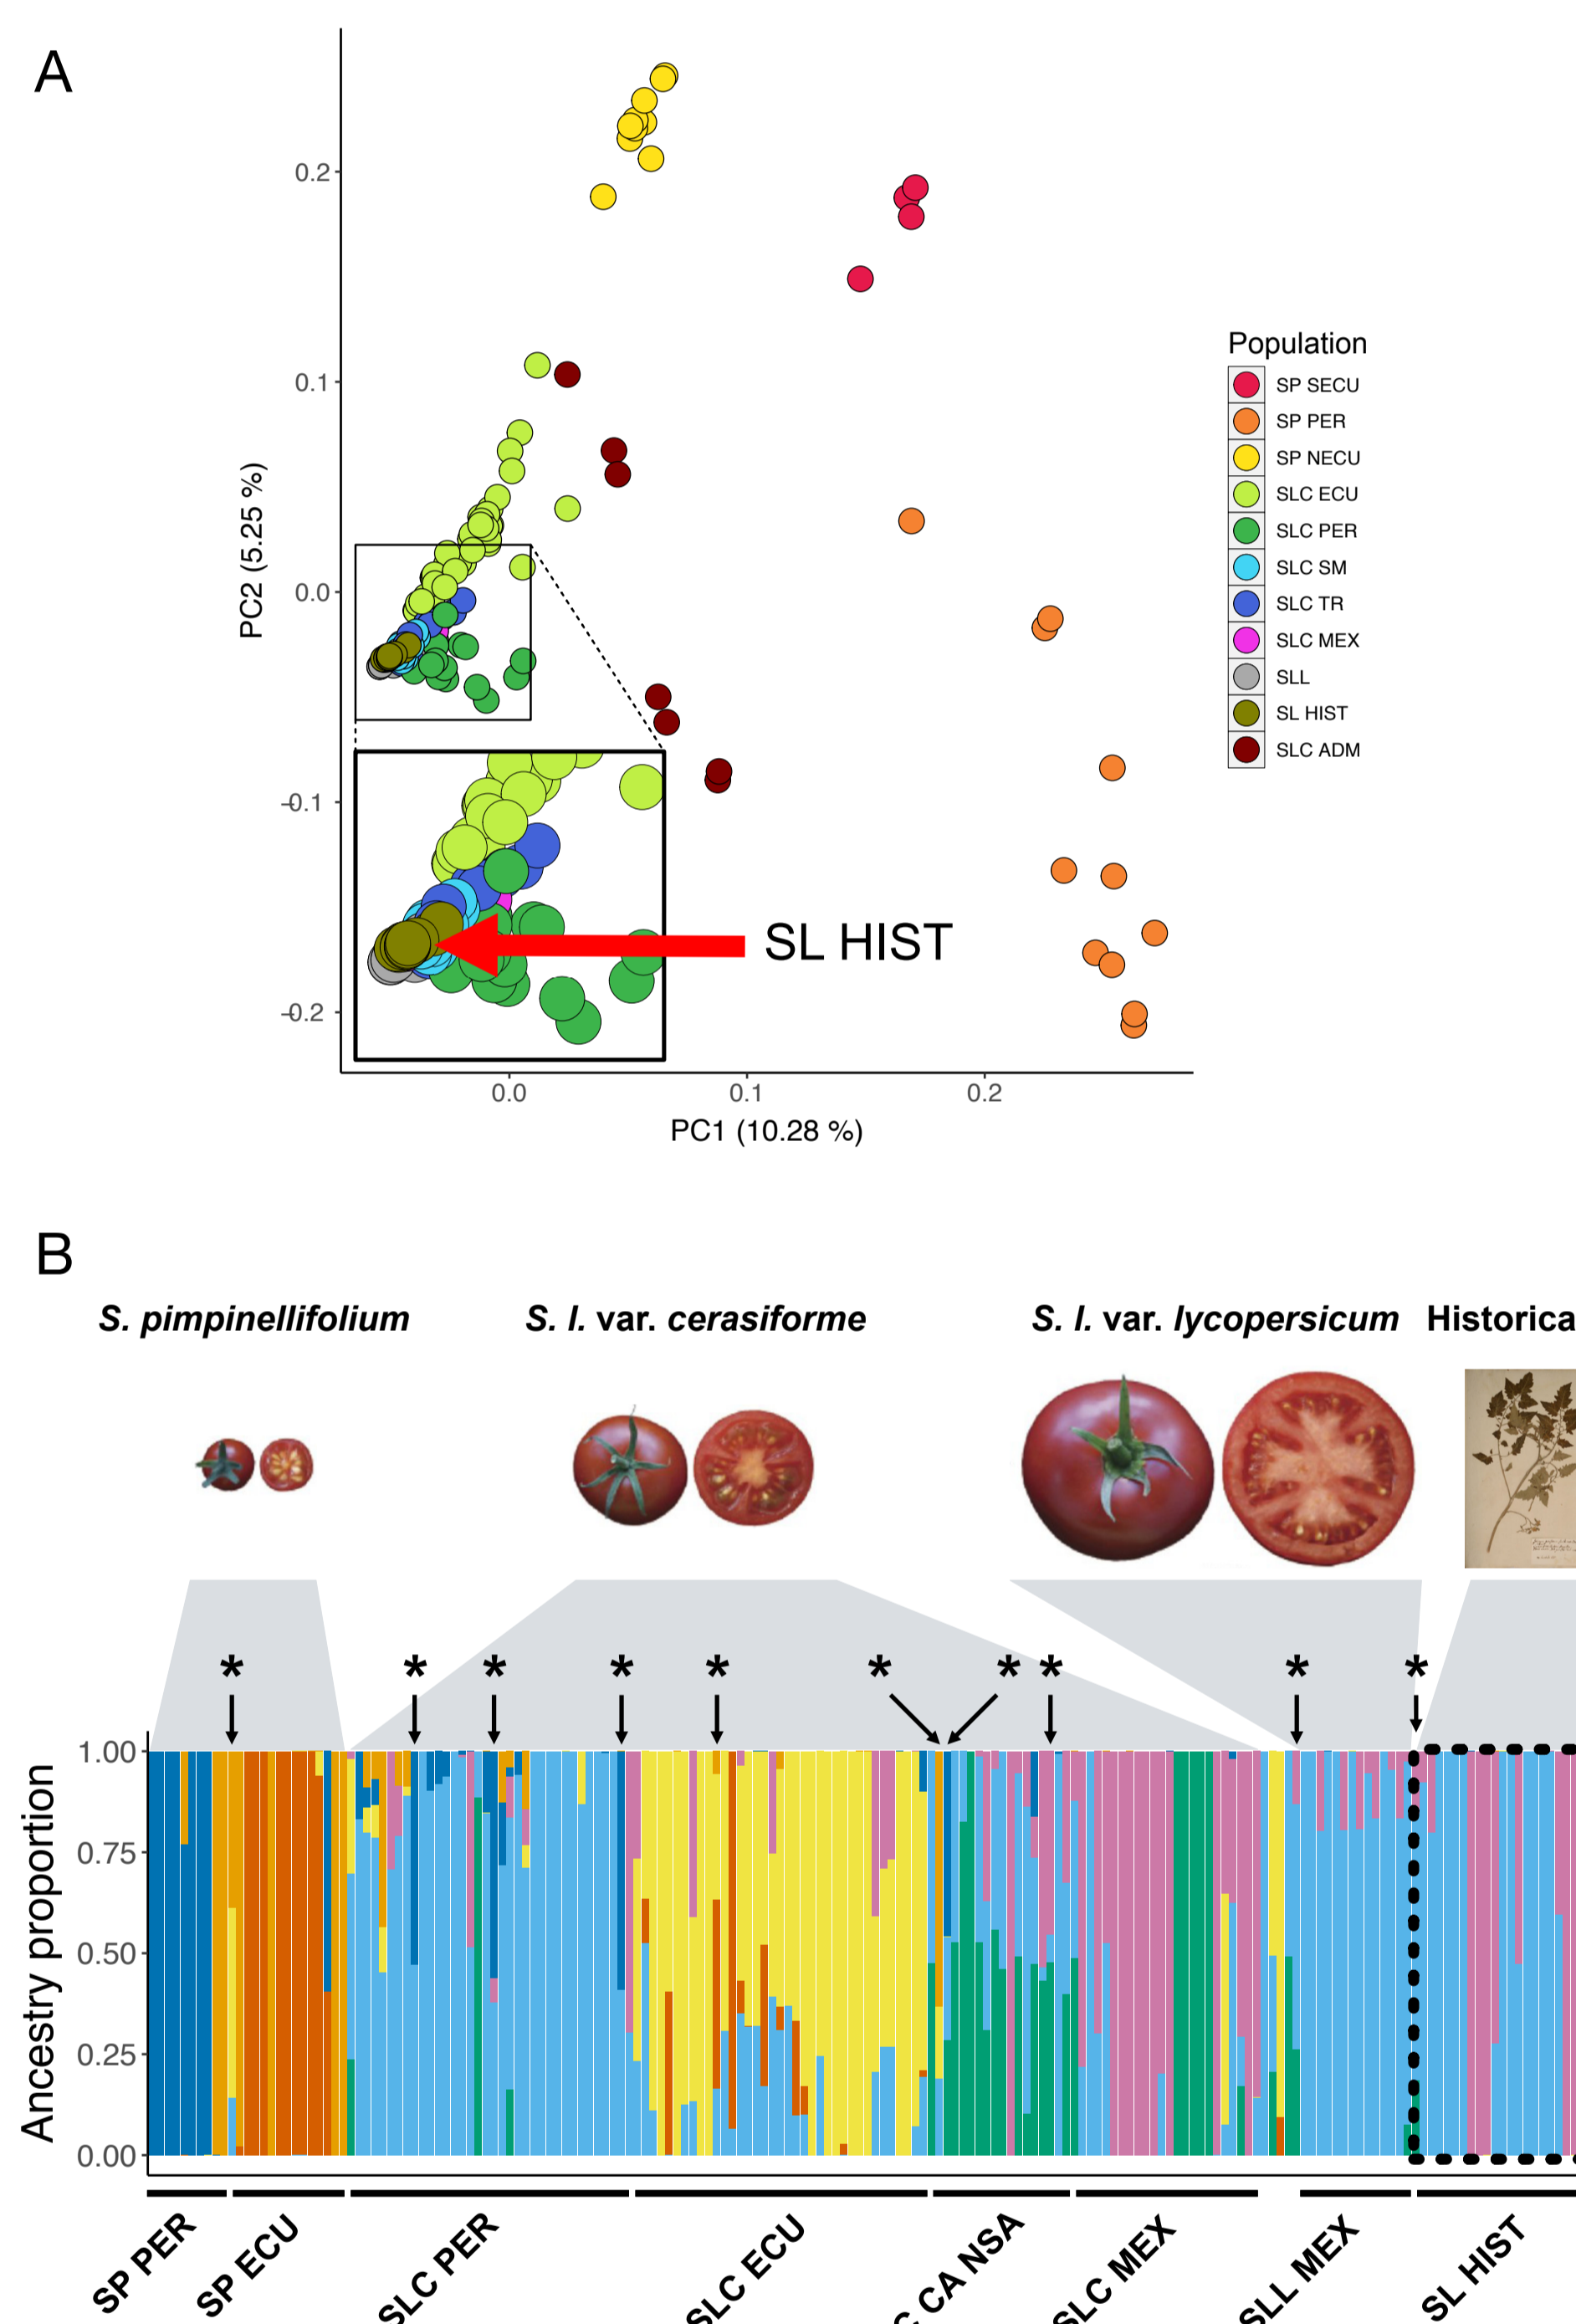 A
PC2 (5.25 %)
0.2
0.1
0.0
–0.1
–0.2
0.0 0.1 0.2
PC1 (10.28 %)
SL HIST
Population
SP SECU
SP PER
SP NECU
SLC ECU
SLC PER
SLC SM
SLC TR
SLC MEX
SLL
SL HIST
SLC ADM
B
S. pimpinellifolium S. l. var. cerasiforme S. l. var. lycopersicum Historica
* * * * * * * * * *
Ancestry proportion
1.00
0.75
0.50
0.25
0.00
SP PER SP ECU SLC PER SLC ECU C CA NSA SLC MEX SLL MEX SL HIST